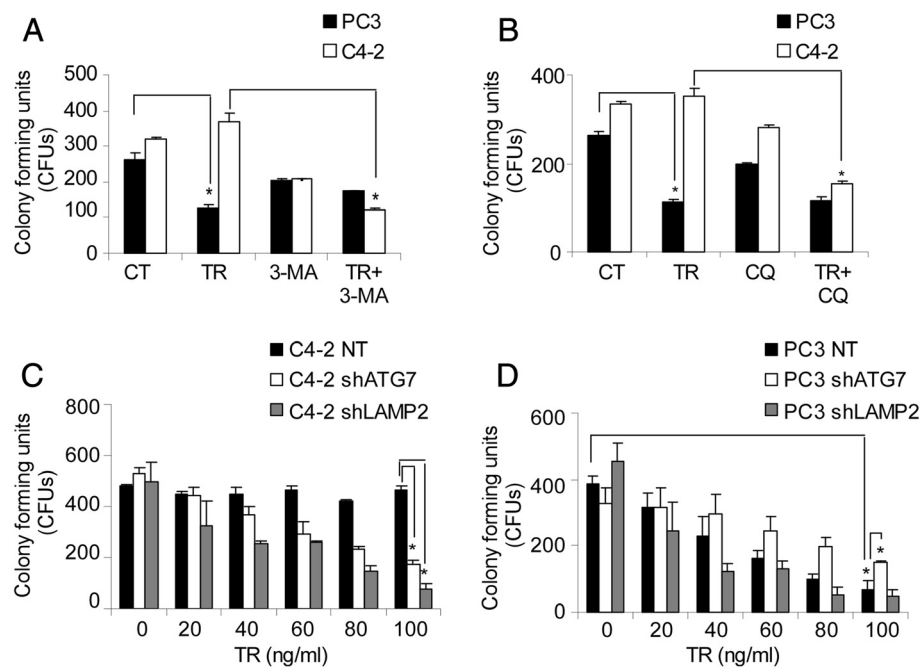 A
PC3
C4-2
Colony forming units
(CFUs)
500
400
300
200
100
0
*
*
CT TR 3-MA TR+
3-MA
B
PC3
C4-2
Colony forming units
(CFUs)
400
200
0
*
*
CT TR CQ TR+
CQ
C
C4-2 NT
C4-2 shATG7
C4-2 shLAMP2
Colony forming units
(CFUs)
800
600
400
200
0
*
*
0 20 40 60 80 100
TR (ng/ml)
D
PC3 NT
PC3 shATG7
PC3 shLAMP2
Colony forming units
(CFUs)
600
400
200
0
*
*
0 20 40 60 80 100
TR (ng/ml)